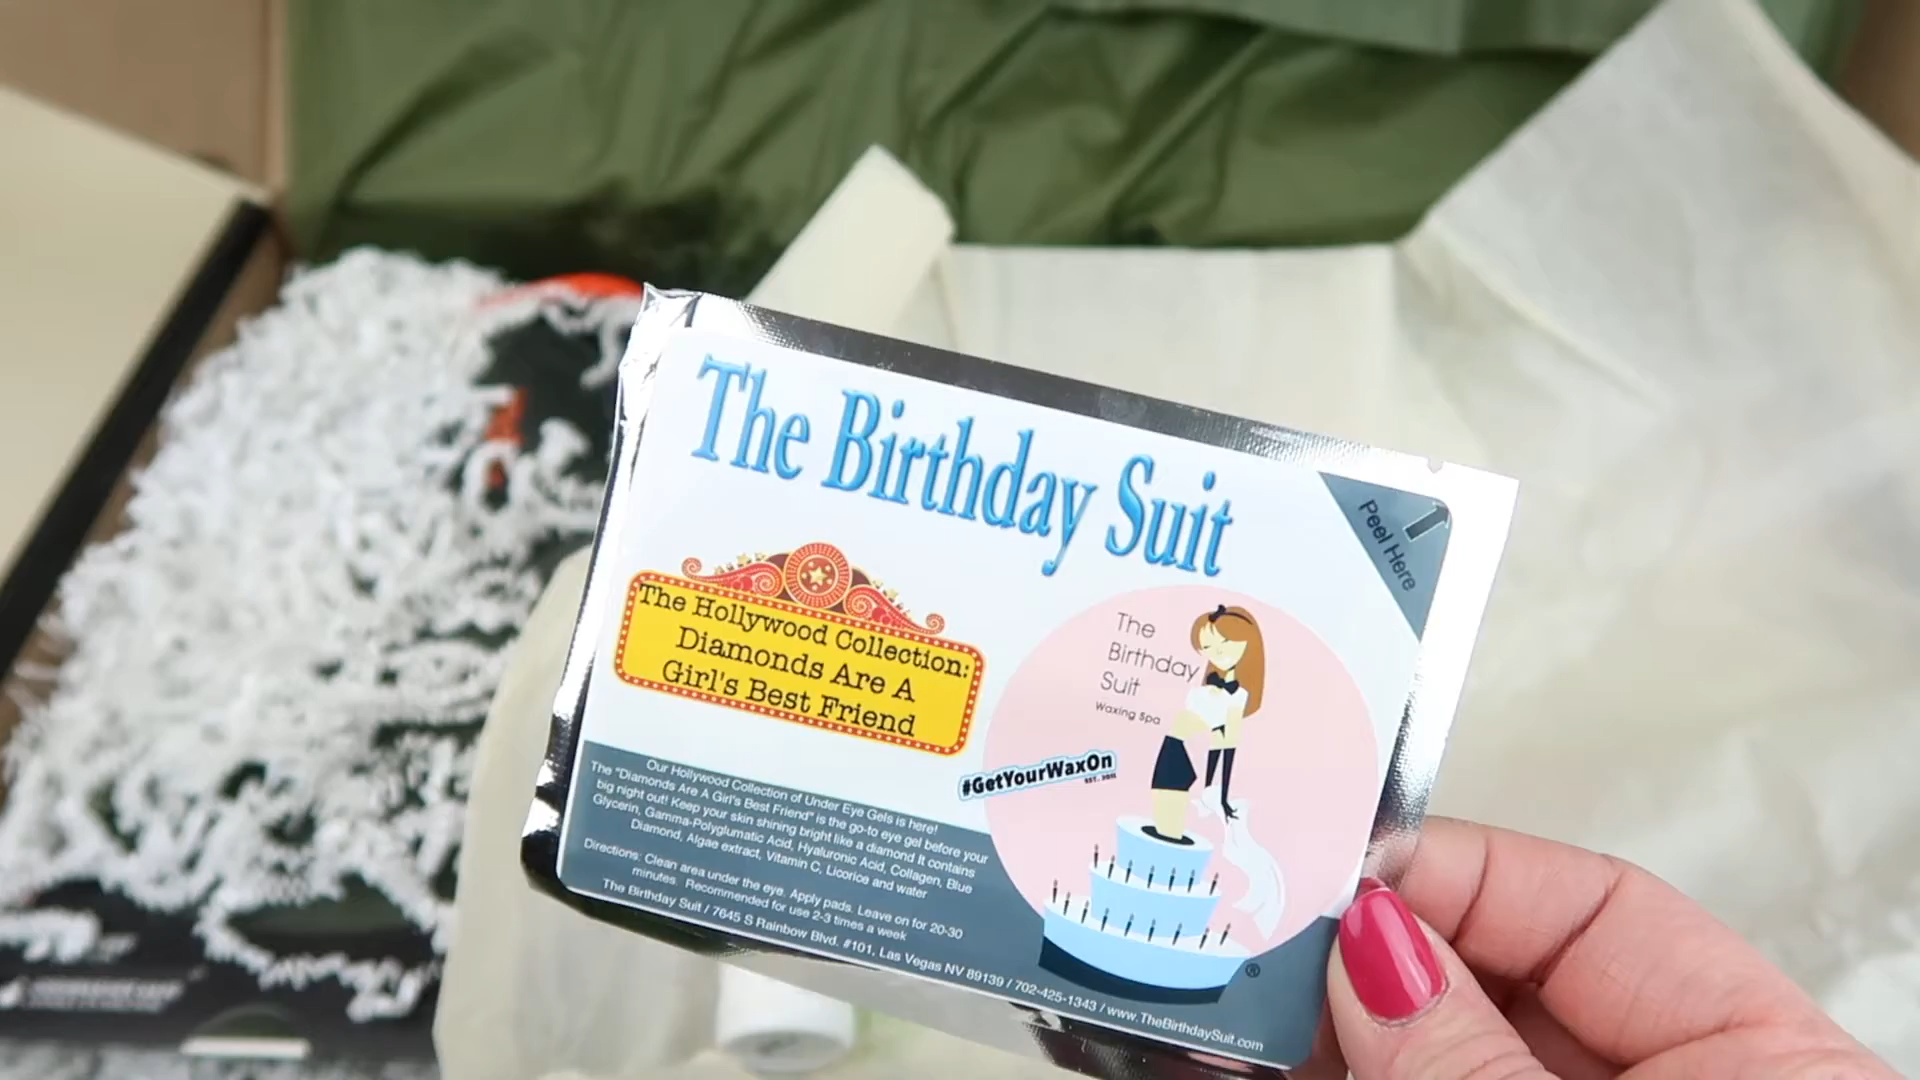 The Birthday Suit
Peel Here
The Hollywood Collection:
Diamonds Are A
Girl's Best Friend
The
Birthday
Suit
Waxing Spa
#GetYourWaxOn
EST. 2011
Our Hollywood Collection of Under Eye Gels is here!
The "Diamonds Are A Girl's Best Friend" is the go-to eye gel before your
big night out! Keep your skin shining bright like a diamond It contains
Glycerin, Gamma-Polyglumatic Acid, Hyaluronic Acid, Collagen, Blue
Diamond, Algae extract, Vitamin C, Licorice and water
Directions: Clean area under the eye. Apply pads. Leave on for 20-30
minutes. Recommended for use 2-3 times a week
The Birthday Suit / 7645 S Rainbow Blvd. #101, Las Vegas NV 89139 / 702-425-1343 / www.TheBirthdaySuit.com
®